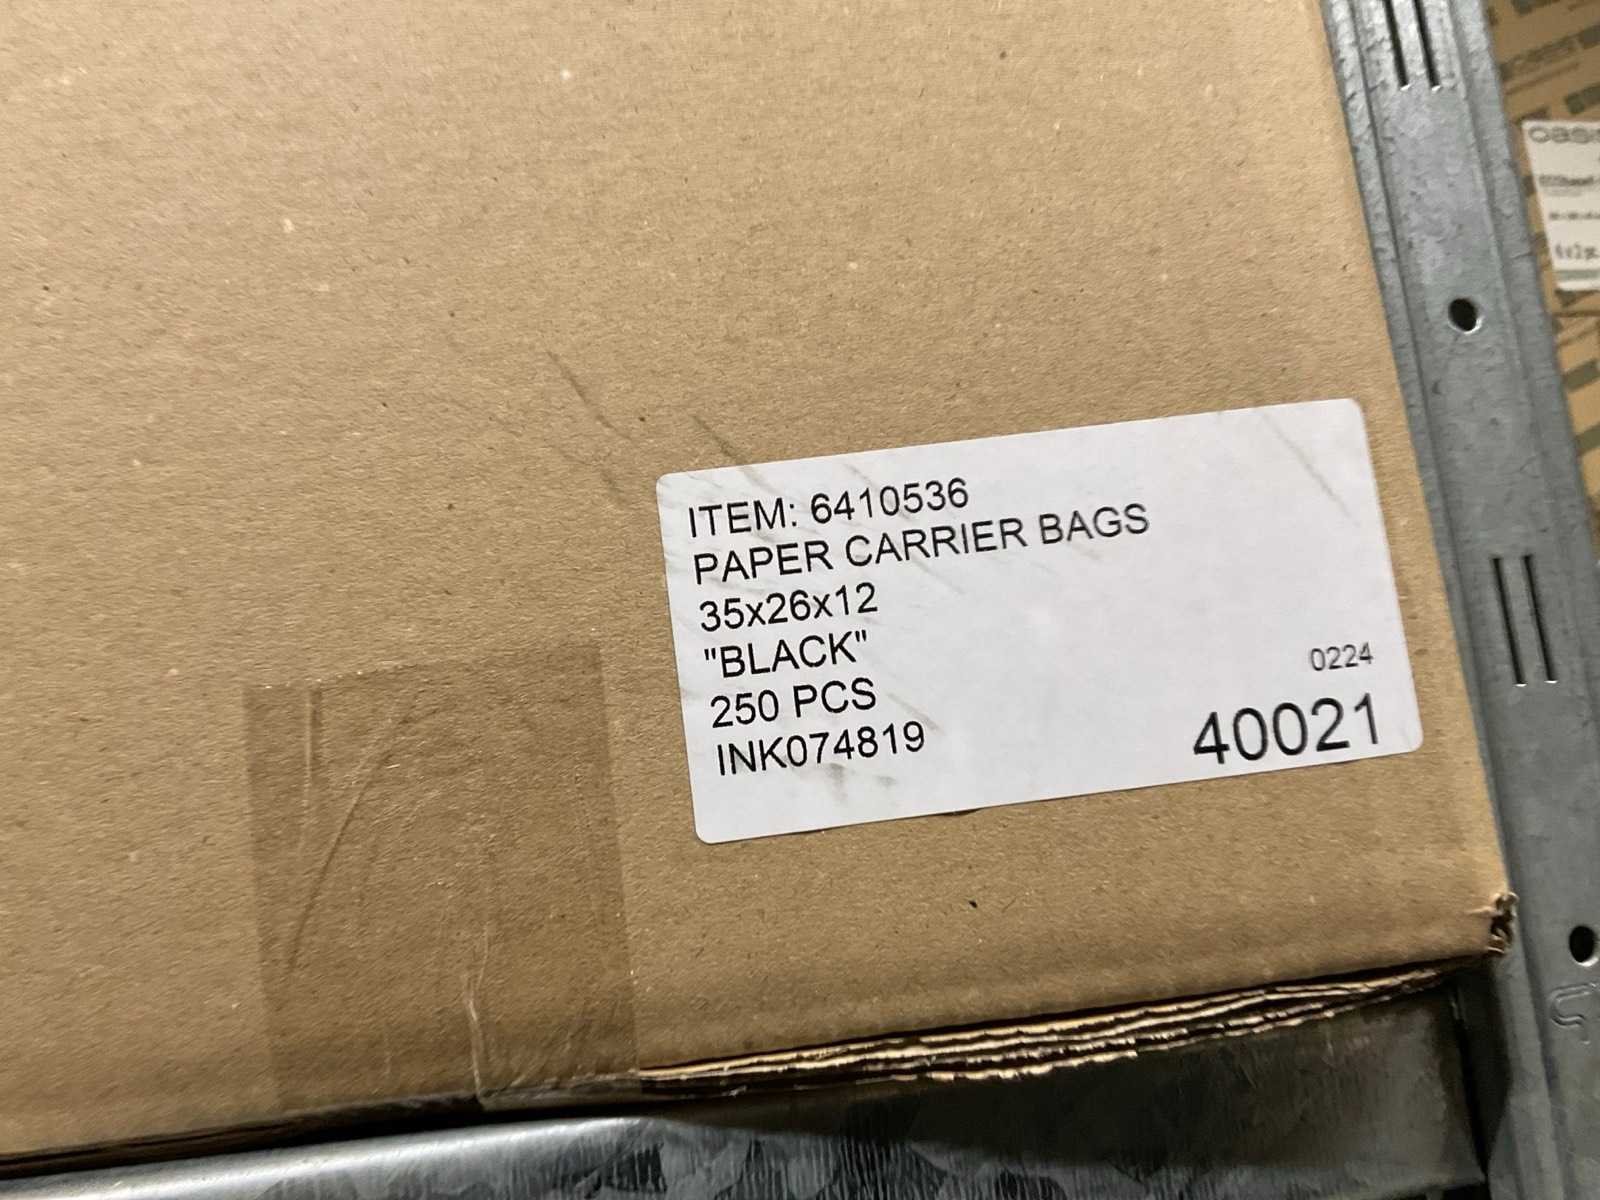 ITEM: 6410536
PAPER CARRIER BAGS
35x26x12
"BLACK"
250 PCS
INK074819
0224
40021